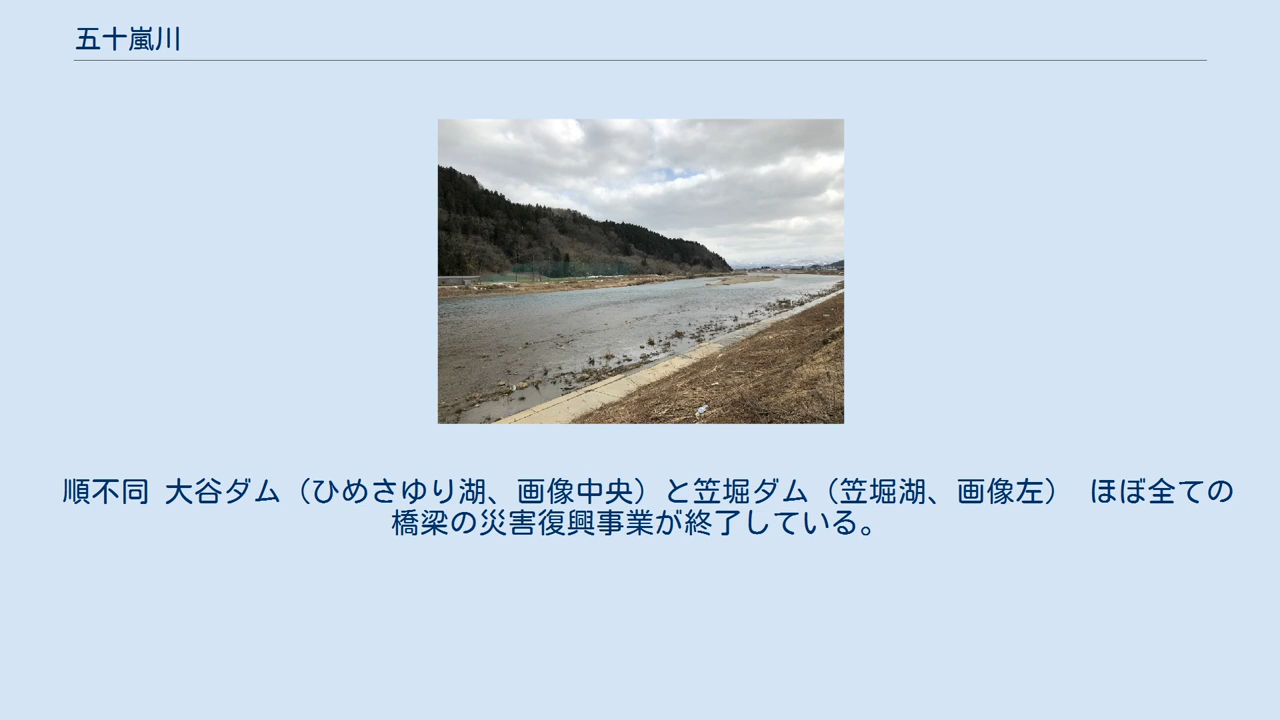 五十嵐川
順不同 大谷ダム（ひめさゆり湖、画像中央）と笠堀ダム（笠堀湖、画像左） ほぼ全ての
橋梁の災害復興事業が終了している。